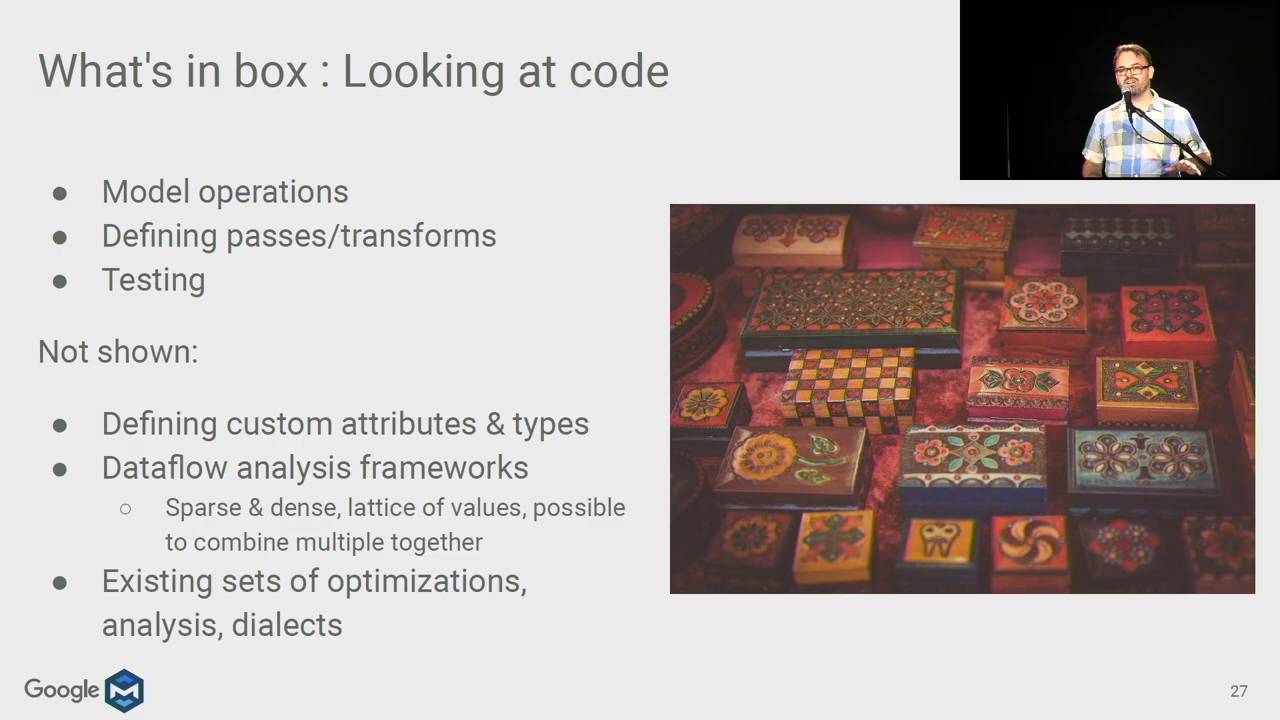 What's in box : Looking at code
● Model operations
● Defining passes/transforms
● Testing
Not shown:
● Defining custom attributes & types
● Dataflow analysis frameworks
○ Sparse & dense, lattice of values, possible
to combine multiple together
● Existing sets of optimizations,
analysis, dialects
Google
27